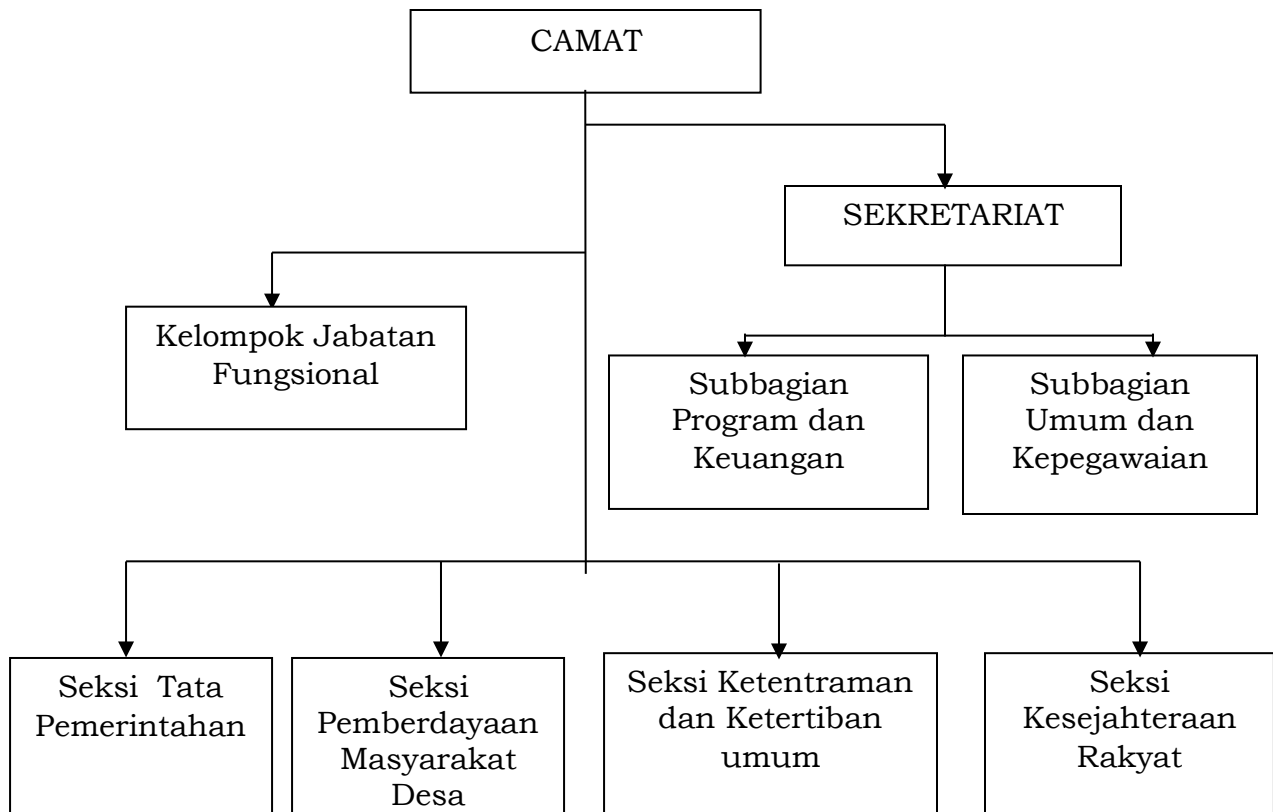 CAMAT
SEKRETARIAT
Kelompok Jabatan
Fungsional
Subbagian
Program dan
Keuangan
Subbagian
Umum dan
Kepegawaian
Seksi Tata
Pemerintahan
Seksi
Pemberdayaan
Masyarakat
Desa
Seksi Ketentraman
dan Ketertiban
umum
Seksi
Kesejahteraan
Rakyat